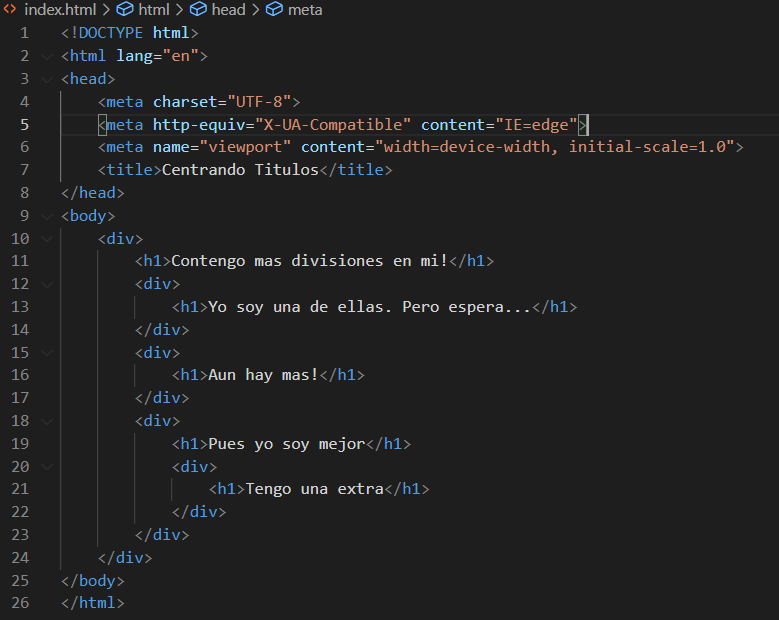 index.html > html > head > meta
1 <!DOCTYPE html>
2 <html lang="en">
3 <head>
4     <meta charset="UTF-8">
5     <meta http-equiv="X-UA-Compatible" content="IE=edge">
6     <meta name="viewport" content="width=device-width, initial-scale=1.0">
7     <title>Centrando Titulos</title>
8 </head>
9 <body>
10     <div>
11         <h1>Contengo mas divisiones en mi!</h1>
12         <div>
13             <h1>Yo soy una de ellas. Pero espera...</h1>
14         </div>
15         <div>
16             <h1>Aun hay mas!</h1>
17         </div>
18         <div>
19             <h1>Pues yo soy mejor</h1>
20             <div>
21                 <h1>Tengo una extra</h1>
22             </div>
23         </div>
24     </div>
25 </body>
26 </html>